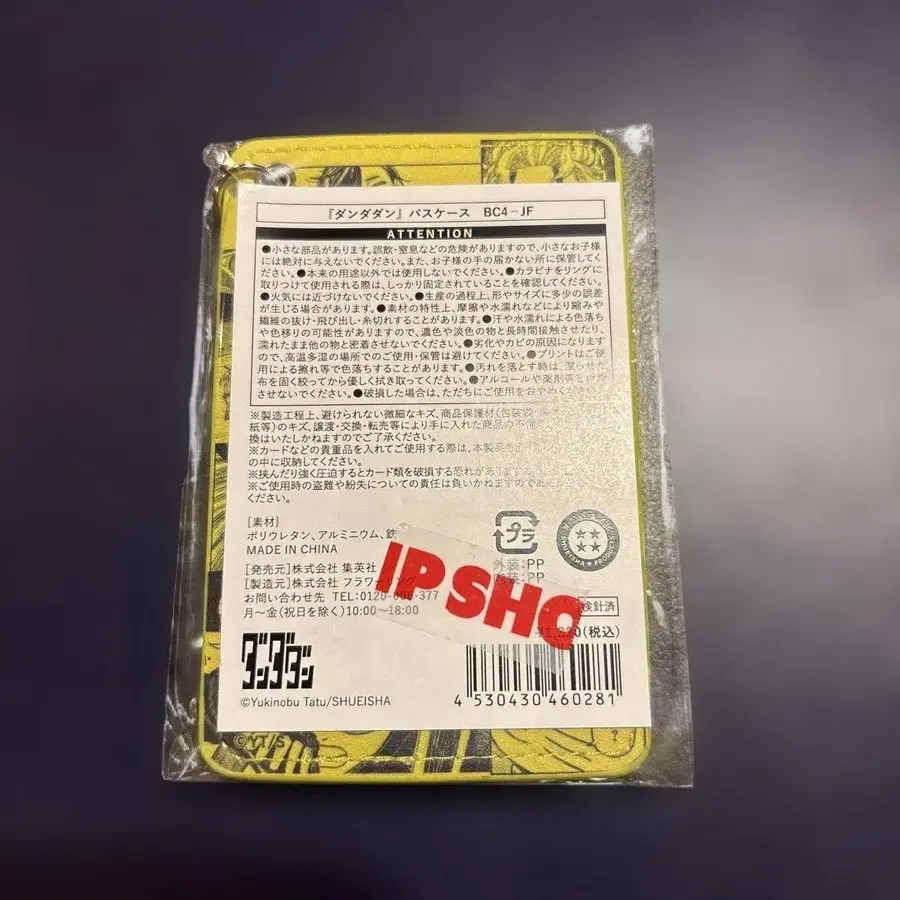 『ダンダダン』パスケース BC4-JF
ATTENTION
●小さな部品があります。誤飲・窒息などの危険がありますので、小さなお子様
には絶対に与えないでください。また、お子様の手の届かない所に保管してく
ださい。●本来の用途以外では使用しないでください。●カラビナをリングに
取りつけて使用される際は、しっかり固定されていることを確認してください。
●火気には近づけないでください。●生産の過程上、形やサイズに多少の誤差
が生じる場合があります。●素材の特性上、摩擦や水濡れなどにより縮みや
繊維の抜け・飛び出し・糸切れすることがあります。●汗や水濡れによる色落ち
や色移りの可能性がありますので、濃色や淡色の物と長時間接触させたり、
濡れたまま他の物と密着させないでください。●劣化やカビの原因になります
ので、高温多湿の場所でのご使用・保管は避けてください。●プリントはご使
用による擦れ等で色落ちすることがあります。●汚れを落とす時は、湿らせた
布を固く絞ってから優しく拭き取ってください。●アルコールや薬剤等を
させないでください。●破損した場合は、ただちにご使用をおやめください。
※製造工程上、避けられない微細なキズ、商品保護材(包装袋・
紙等)のキズ、譲渡・交換・転売等により手に入れた商品の
換はいたしかねますのでご了承ください。
※カードなどの貴重品を入れてご使用する際は、本製品を
の中に収納してください。
※挟んだり強く圧迫するとカード類を破損する恐れがあります
※ご使用時の盗難や紛失についての責任は負いかねますので
ください。
[素材]
ポリウレタン、アルミニウム、鉄
MADE IN CHINA
プラ
外装:PP
PP
[発売元]株式会社 集英社
[製造元]株式会社 フラワーリング
お問い合わせ先 TEL:0120-606-377
月〜金(祝日を除く)10:00〜18:00
検針済
IP SHO
(税込)
ダンダダン
©Yukinobu Tatu/SHUEISHA
4 530430 460281
©YT/S